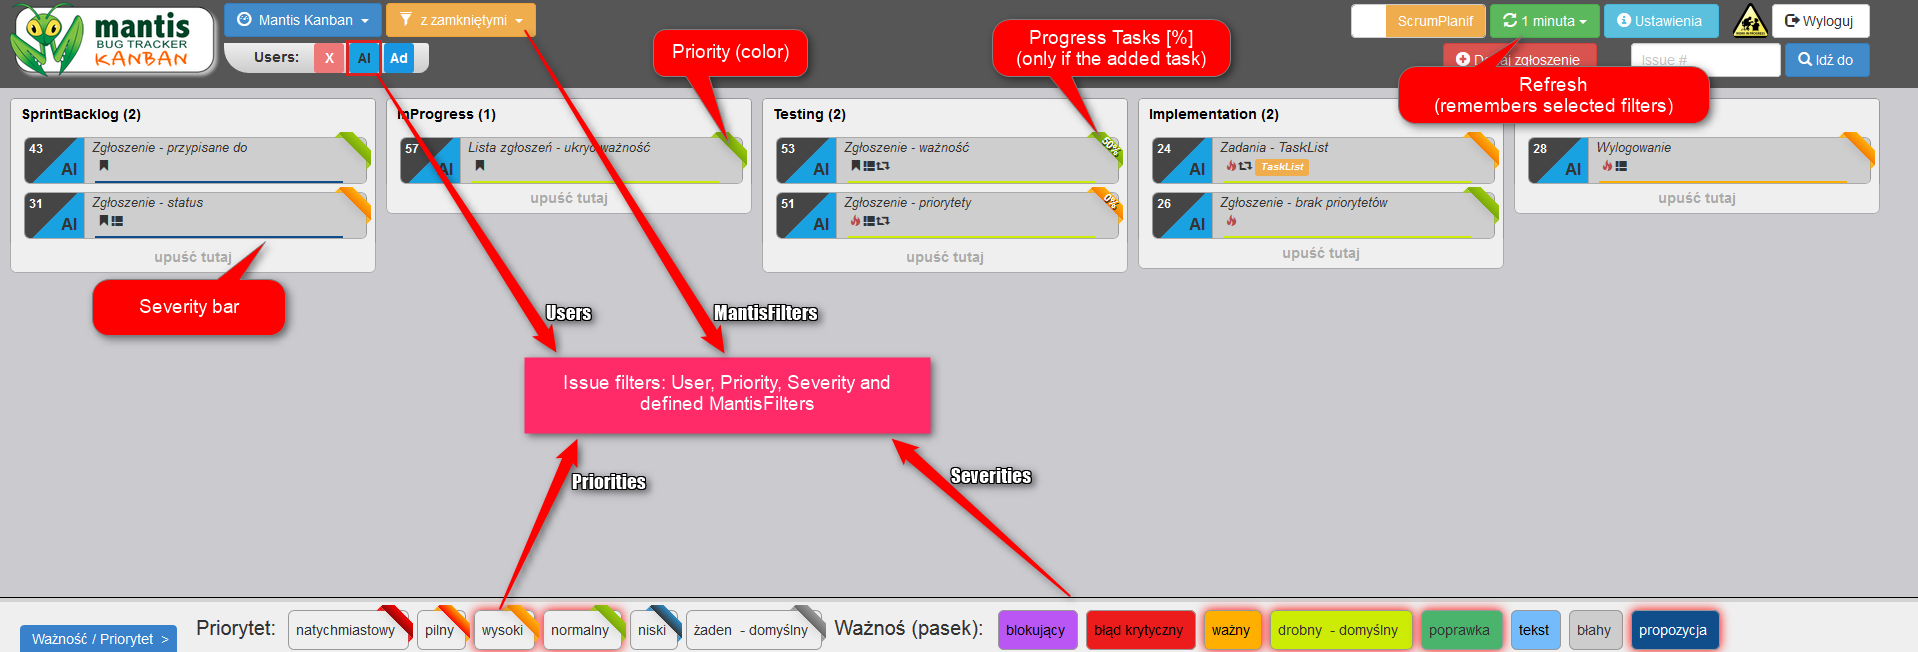 mantis
BUG TRACKER
KANBAN
Mantis Kanban
z zamkniętymi
Users:
X
AI
Ad
Priority (color)
Progress Tasks [%]
(only if the added task)
ScrumPlanif
1 minuta
Ustawienia
Wyloguj
zgłoszenie
Issue #
Idź do
Refresh
(remembers selected filters)
SprintBacklog (2)
43
AI
Zgłoszenie - przypisane do
31
AI
Zgłoszenie - status
upuść tutaj
Severity bar
InProgress (1)
57
AI
Lista zgłoszeń - ukryć ważność
upuść tutaj
Testing (2)
53
AI
Zgłoszenie - ważność
50%
51
AI
Zgłoszenie - priorytety
0%
upuść tutaj
Implementation (2)
24
AI
Zadania - TaskList
TaskList
26
AI
Zgłoszenie - brak priorytetów
upuść tutaj
28
AI
Wylogowanie
upuść tutaj
Users
MantisFilters
Issue filters: User, Priority, Severity and
defined MantisFilters
Priorities
Severities
Ważność / Priorytet >
Priorytet:
natychmiastowy
pilny
wysoki
normalny
niski
żaden - domyślny
Ważnoś (pasek):
blokujący
błąd krytyczny
ważny
drobny - domyślny
poprawka
tekst
błahy
propozycja